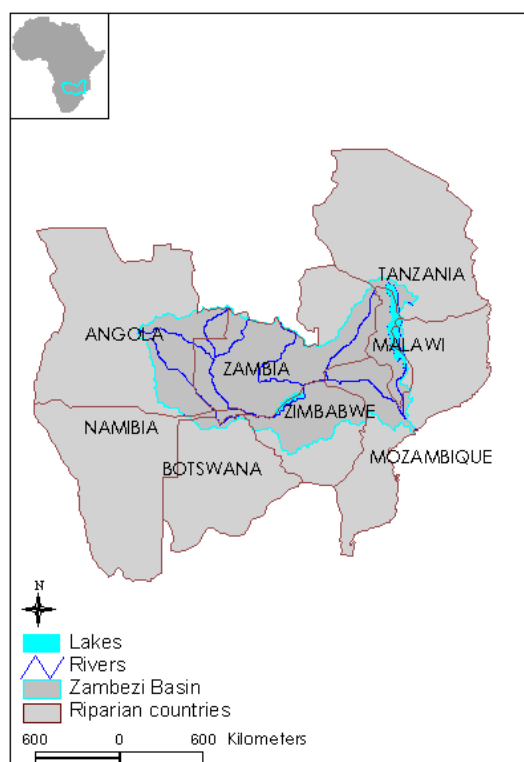 TANZANIA
ANGOLA
MALAWI
ZAMBIA
ZIMBABWE
NAMIBIA
MOZAMBIQUE
BOTSWANA
N
Lakes
Rivers
Zambezi Basin
Riparian countries
600 0 600 Kilometers